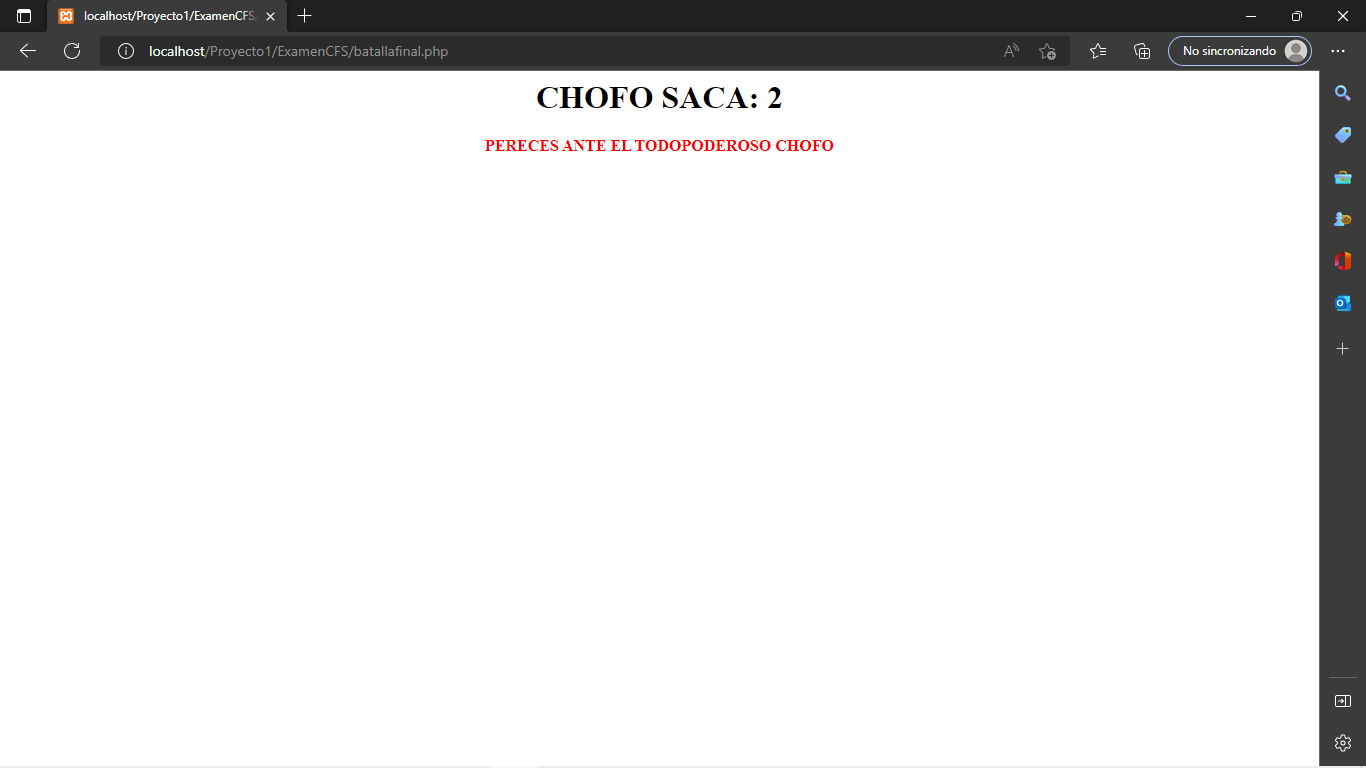 localhost/Proyecto1/ExamenCFS
localhost/Proyecto1/ExamenCFS/batallafinal.php
No sincronizando
CHOFO SACA: 2
PERECES ANTE EL TODOPODEROSO CHOFO